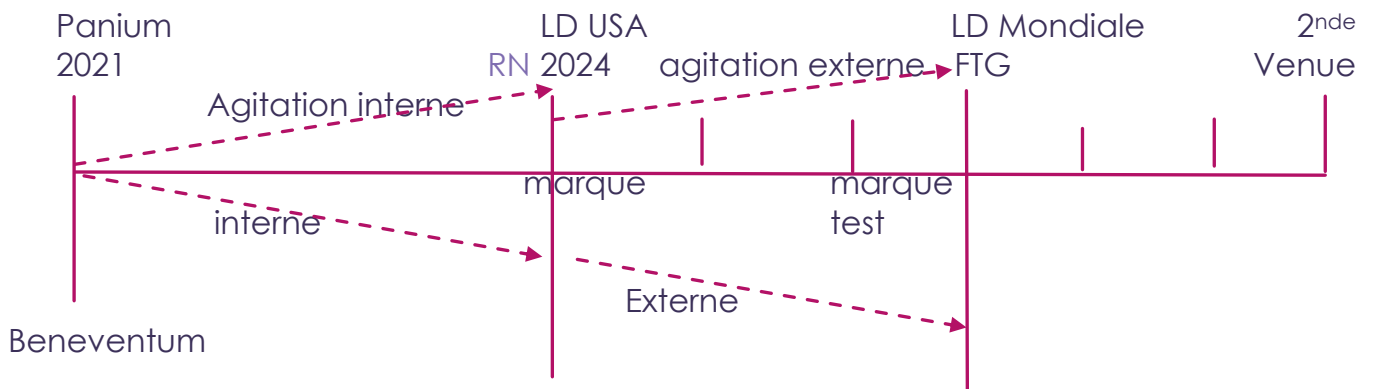 Panium
2021
LD USA
RN 2024
LD Mondiale
FTG
2nde
Venue
Agitation interne
agitation externe
marque
marque
test
interne
Externe
Beneventum